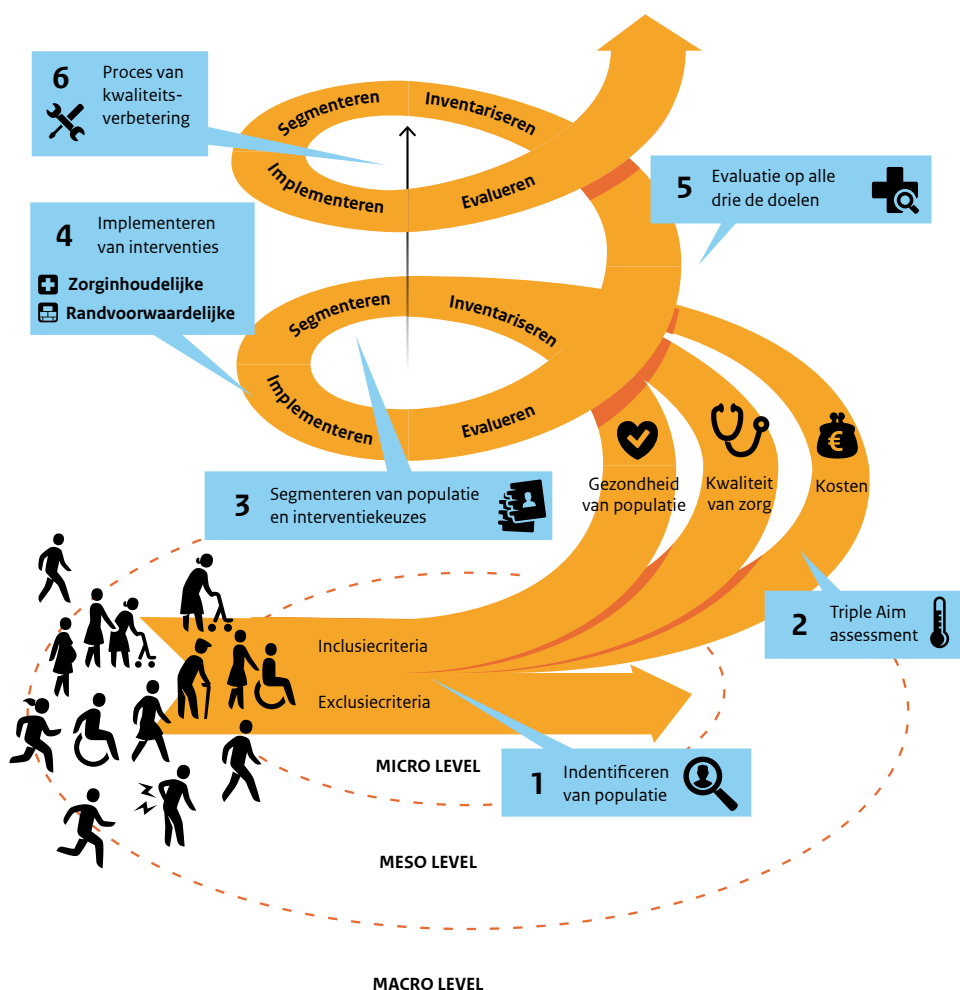 6
Proces van
kwaliteits-
verbetering
Segmenteren
Inventariseren
Implementeren
Evalueren
5
Evaluatie op alle
drie de doelen
4
Implementeren
van interventies
Zorginhoudelijke
Randvoorwaardelijke
Segmenteren
Inventariseren
Implementeren
Evalueren
€
Gezondheid
van populatie
Kwaliteit
van zorg
Kosten
3
Segmenteren van populatie
en interventiekeuzes
2
Triple Aim
assessment
Inclusiecriteria
Exclusiecriteria
1
Indentificeren
van populatie
MICRO LEVEL
MESO LEVEL
MACRO LEVEL